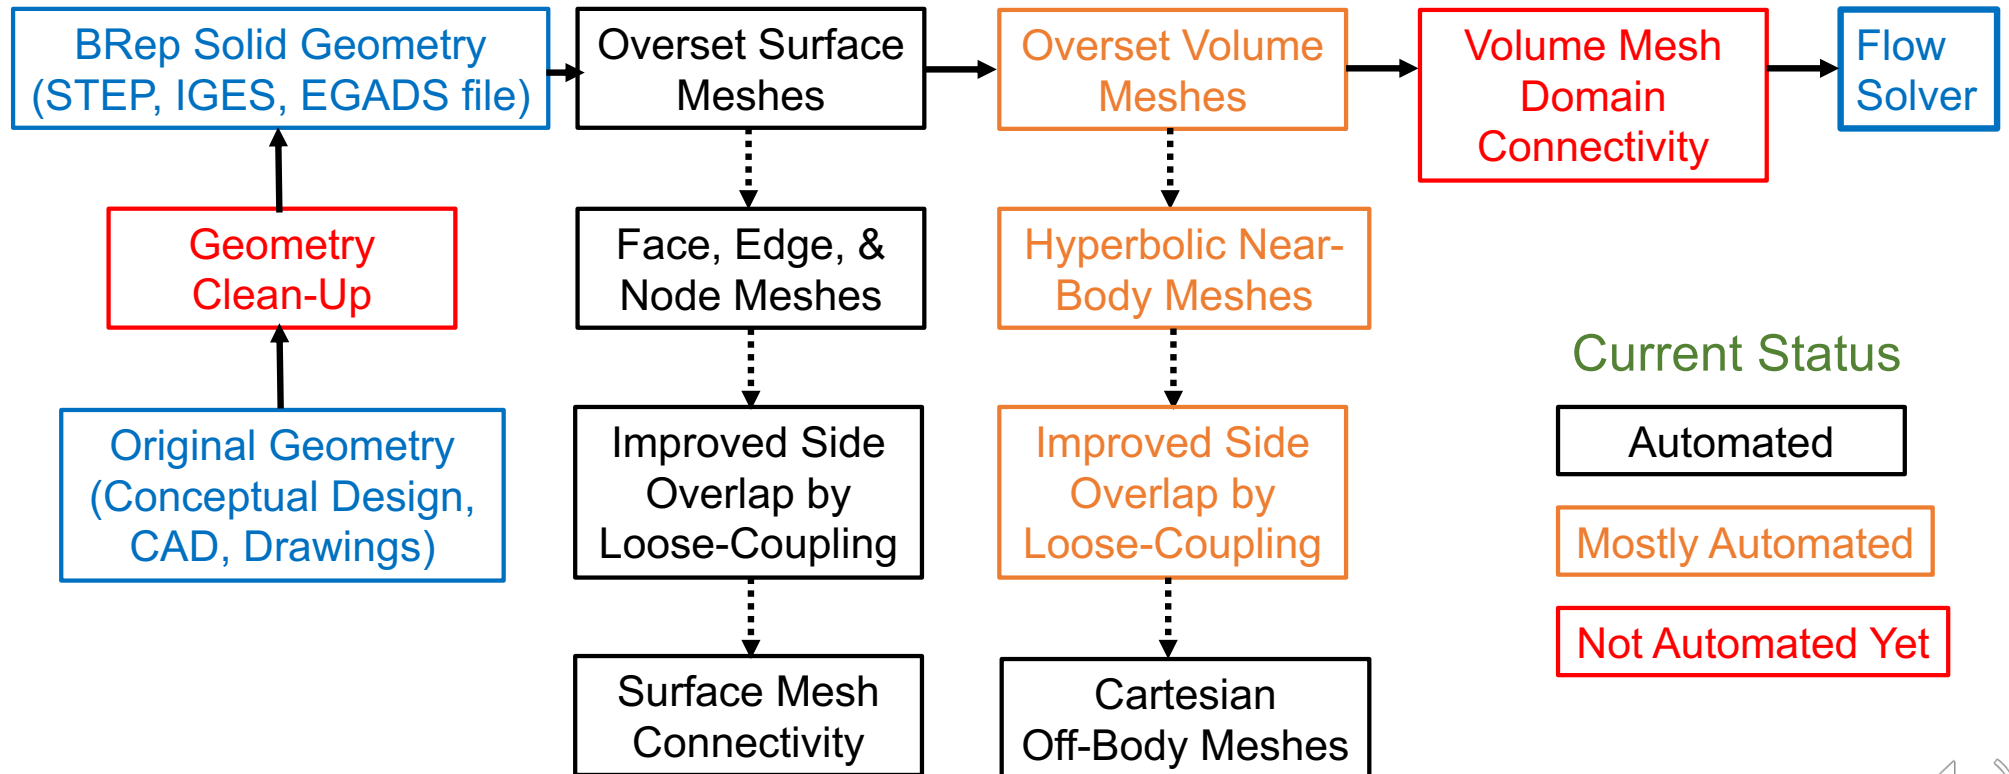 BRep Solid Geometry
(STEP, IGES, EGADS file)
Overset Surface
Meshes
Overset Volume
Meshes
Volume Mesh
Domain
Connectivity
Flow
Solver
Geometry
Clean-Up
Face, Edge, &
Node Meshes
Hyperbolic Near-
Body Meshes
Original Geometry
(Conceptual Design,
CAD, Drawings)
Improved Side
Overlap by
Loose-Coupling
Improved Side
Overlap by
Loose-Coupling
Surface Mesh
Connectivity
Cartesian
Off-Body Meshes
Current Status
Automated
Mostly Automated
Not Automated Yet